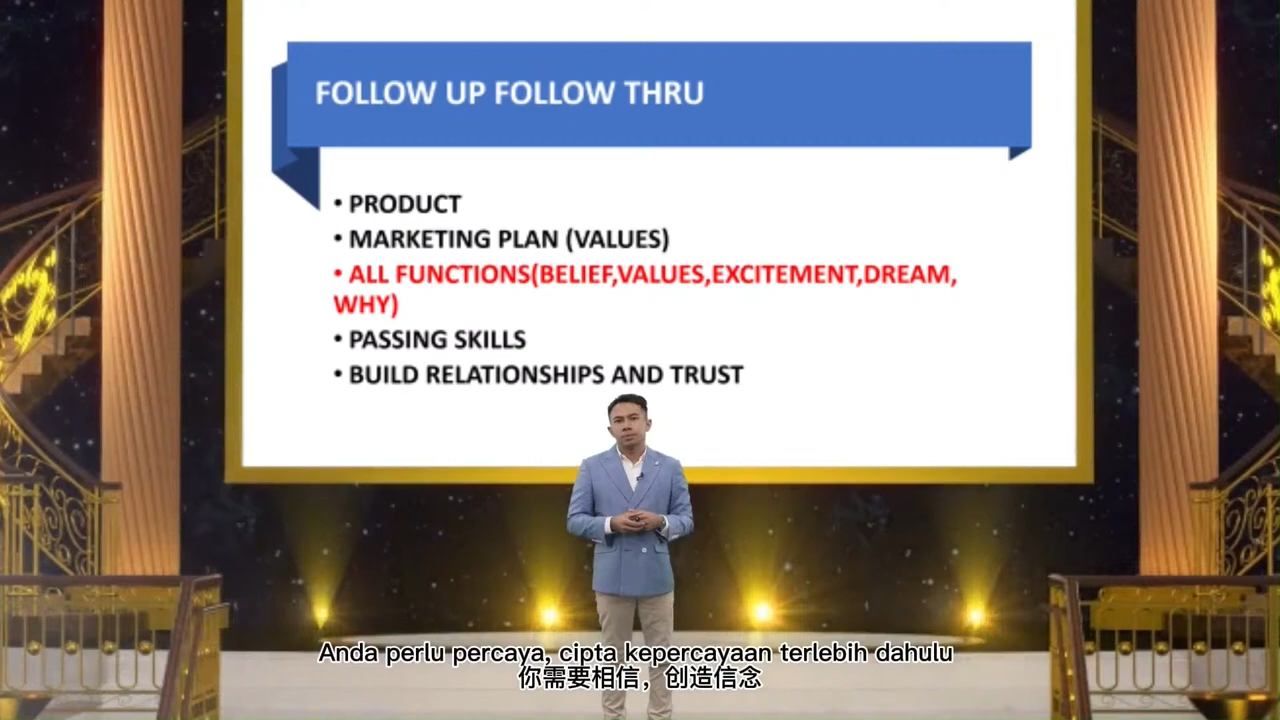 FOLLOW UP FOLLOW THRU
• PRODUCT
• MARKETING PLAN (VALUES)
• ALL FUNCTIONS(BELIEF,VALUES,EXCITEMENT,DREAM,
WHY)
• PASSING SKILLS
• BUILD RELATIONSHIPS AND TRUST
Anda perlu percaya, cipta kepercayaan terlebih dahulu
你需要相信，创造信念